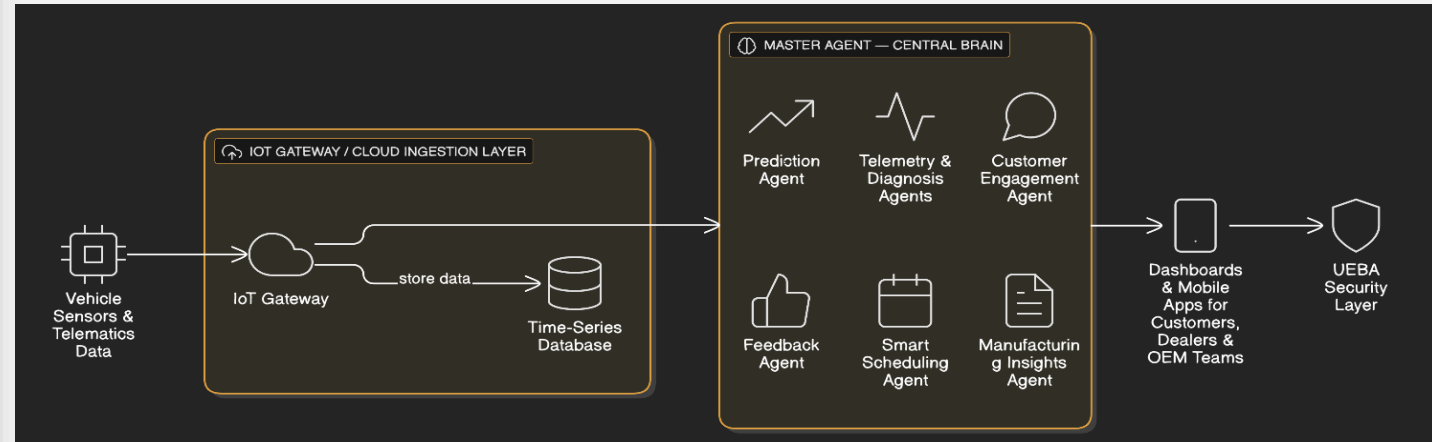 MASTER AGENT — CENTRAL BRAIN
IOT GATEWAY / CLOUD INGESTION LAYER
Vehicle
Sensors &
Telematics
Data
IoT Gateway
store data
Time-Series
Database
Prediction
Agent
Telemetry &
Diagnosis
Agents
Customer
Engagement
Agent
Feedback
Agent
Smart
Scheduling
Agent
Manufacturin
g Insights
Agent
Dashboards
& Mobile
Apps for
Customers,
Dealers &
OEM Teams
UEBA
Security
Layer